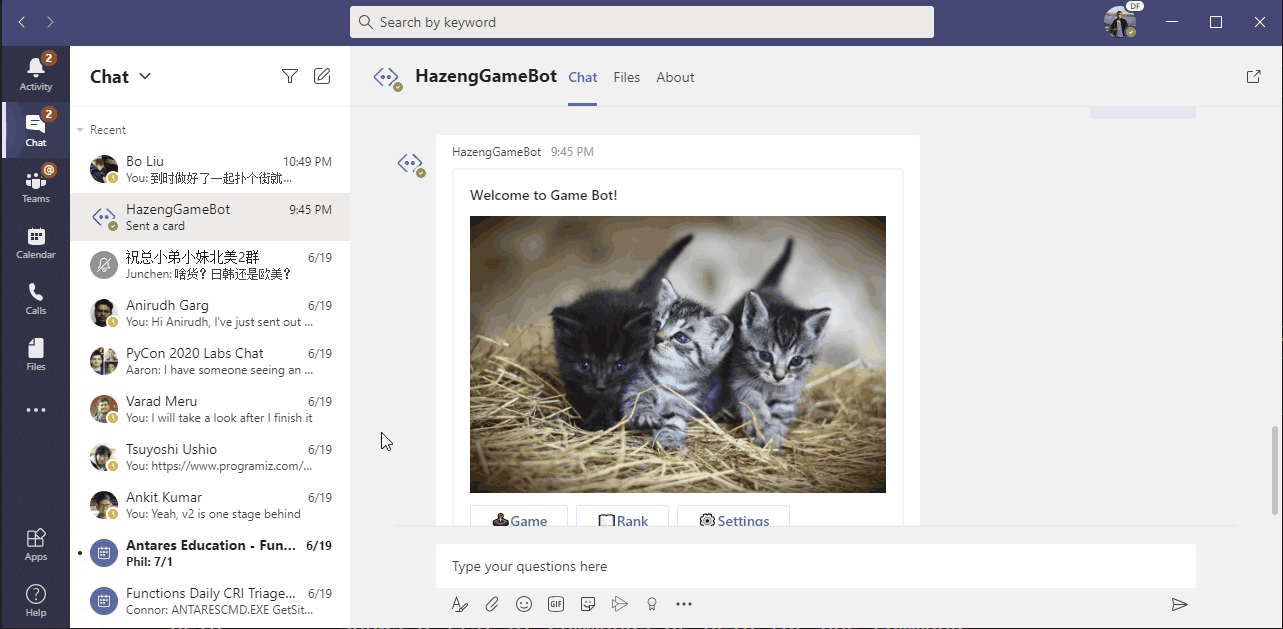 Search by keyword
DF
2
Activity
2
Chat
@
Teams
Calendar
Calls
Files
Apps
Help
Chat
Recent
Bo Liu 10:49 PM
You: 到时做好了一起扑个街就...
HazengGameBot 9:45 PM
Sent a card
祝总小弟小妹北美2群 6/19
Junchen: 啥货? 日韩还是欧美?
Anirudh Garg 6/19
You: Hi Anirudh, I've just sent out ...
PyCon 2020 Labs Chat 6/19
Aaron: I have someone seeing an ...
Varad Meru 6/19
You: I will take a look after I finish it
Tsuyoshi Ushio 6/19
You: https://www.programiz.com/...
Ankit Kumar 6/19
You: Yeah, v2 is one stage behind
Antares Education - Fun... 6/19
Phil: 7/1
Functions Daily CRI Triage... 6/19
Connor: ANTARESCMD.EXE GetSit...
HazengGameBot Chat Files About
HazengGameBot 9:45 PM
Welcome to Game Bot!
Game Rank Settings
Type your questions here
GIF